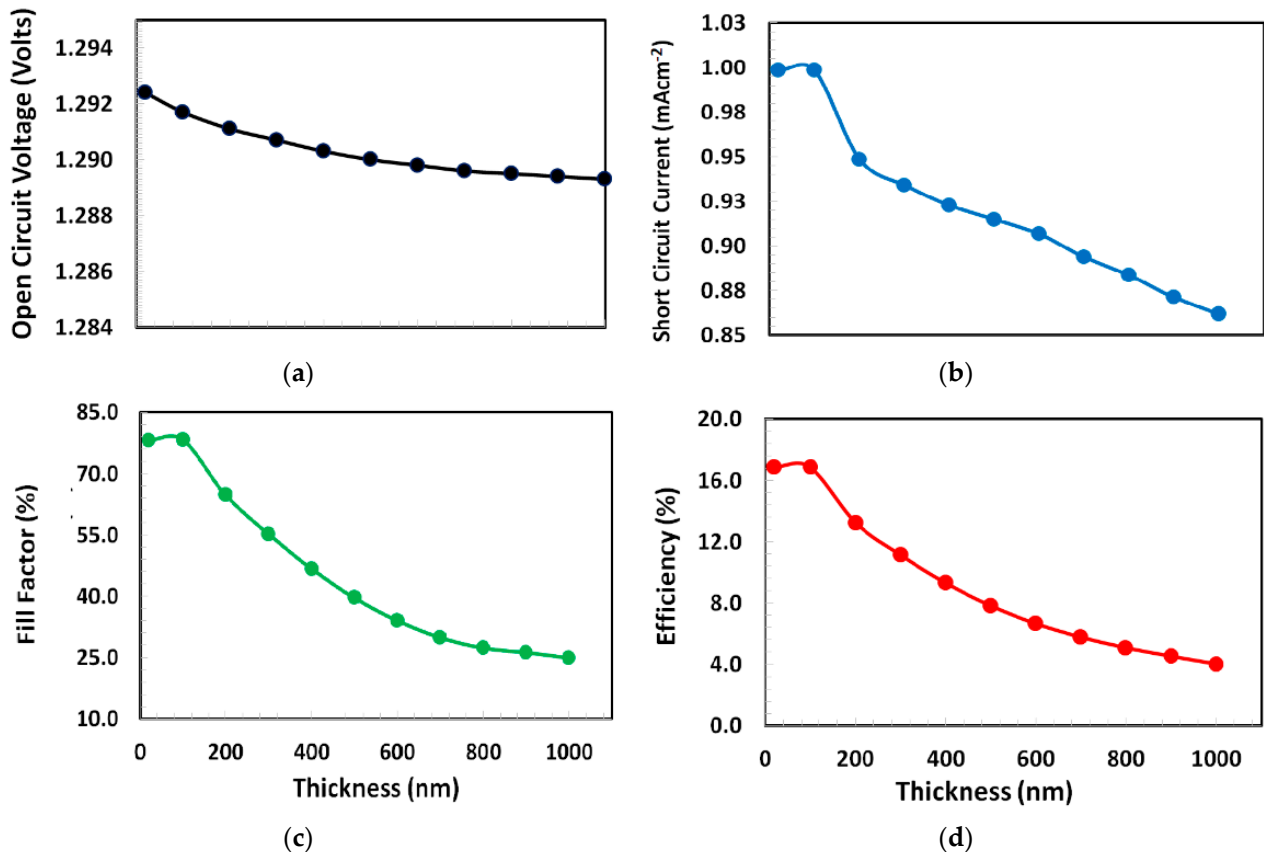 Open Circuit Voltage (Volts)
1.294
1.292
1.290
1.288
1.286
1.284
(a)
Short Circuit Current (mAcm-2)
1.03
1.00
0.98
0.95
0.93
0.90
0.88
0.85
(b)
Fill Factor (%)
85.0
70.0
55.0
40.0
25.0
10.0
0 200 400 600 800 1000
Thickness (nm)
(c)
Efficiency (%)
20.0
16.0
12.0
8.0
4.0
0.0
0 200 400 600 800 1000
Thickness (nm)
(d)